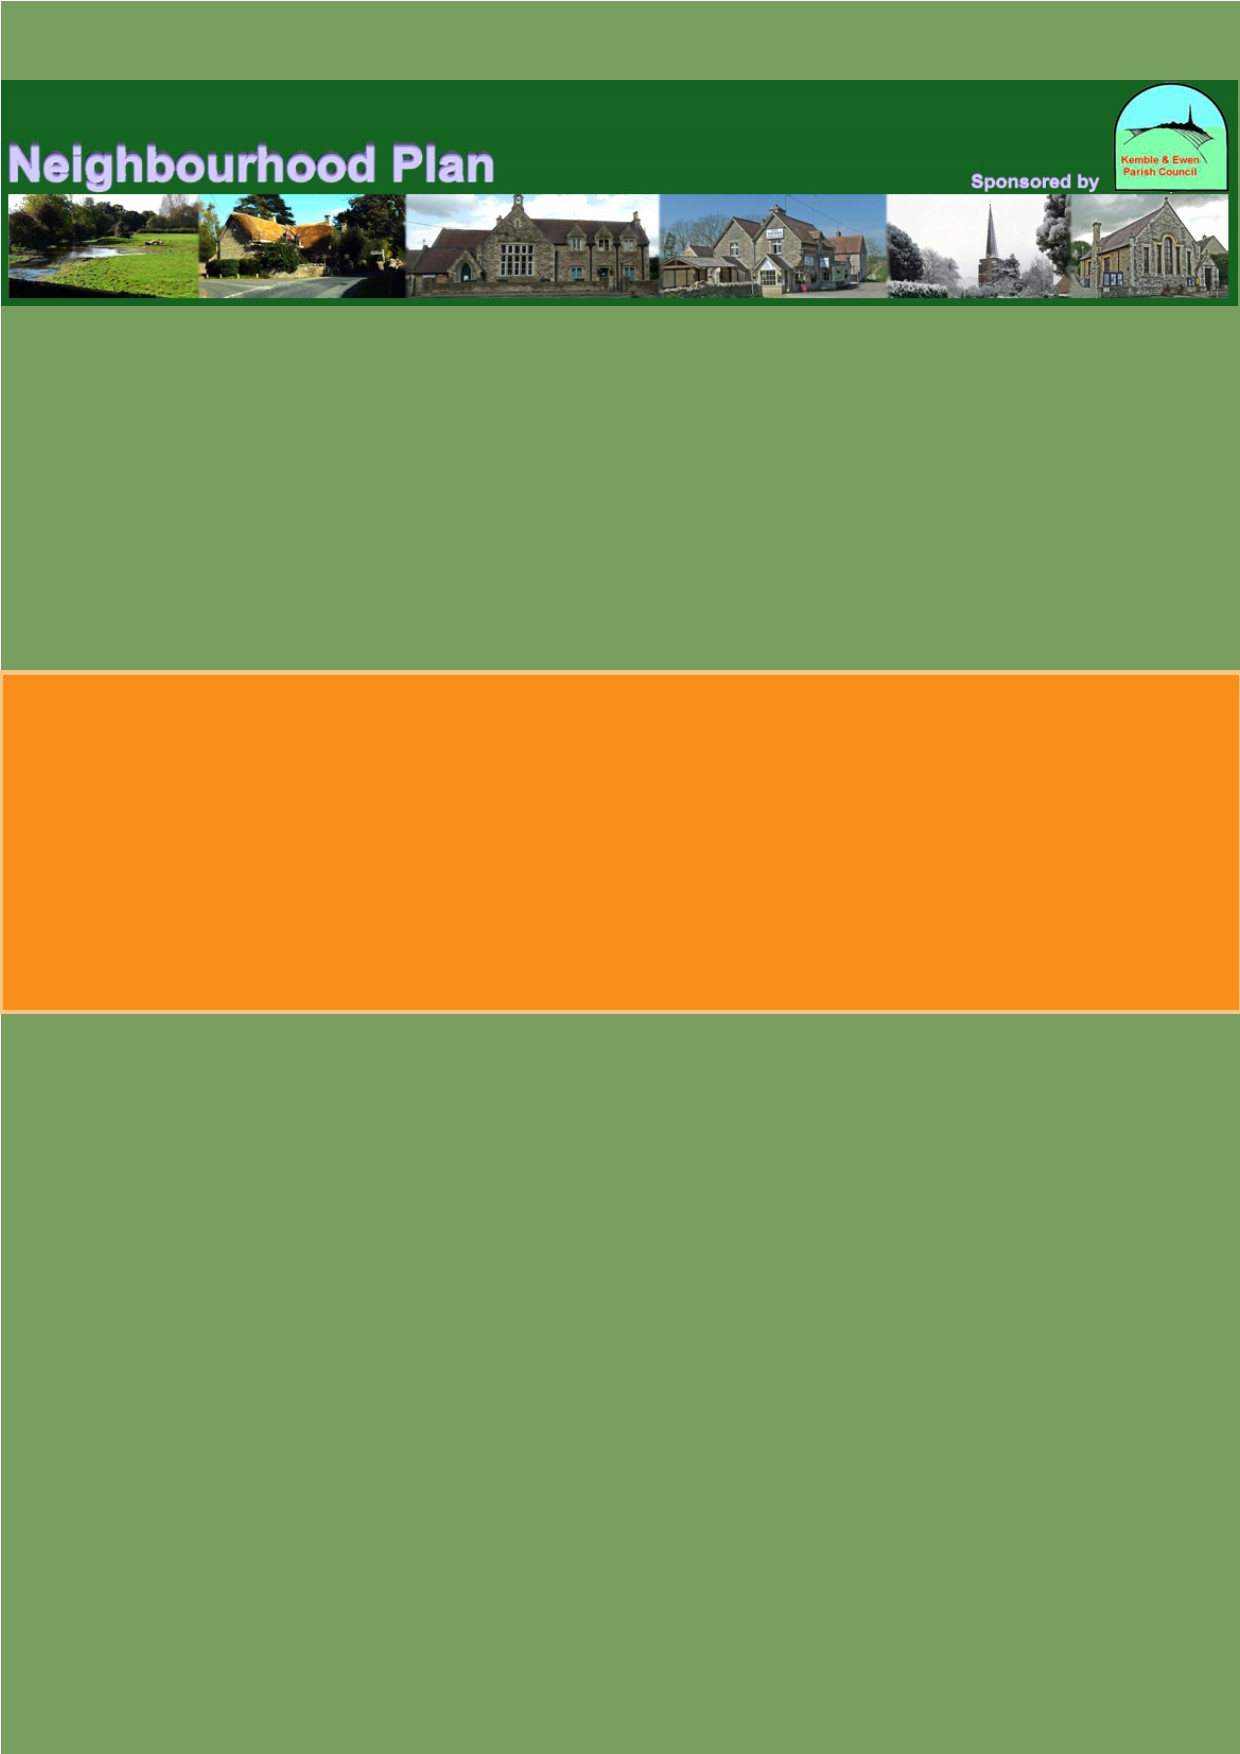 Neighbourhood Plan
Sponsored by
Kemble & Ewen
Parish Council